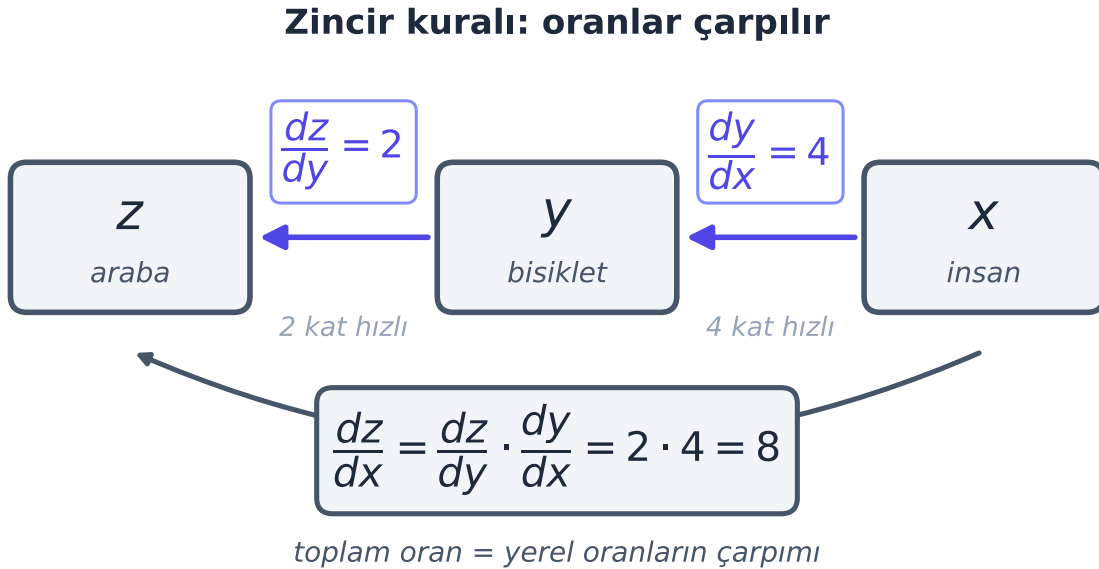 Zincir kuralı: oranlar çarpılır
dz/dy = 2
dy/dx = 4
z
araba
y
bisiklet
x
insan
2 kat hızlı
4 kat hızlı
dz/dx = dz/dy · dy/dx = 2 · 4 = 8
toplam oran = yerel oranların çarpımı